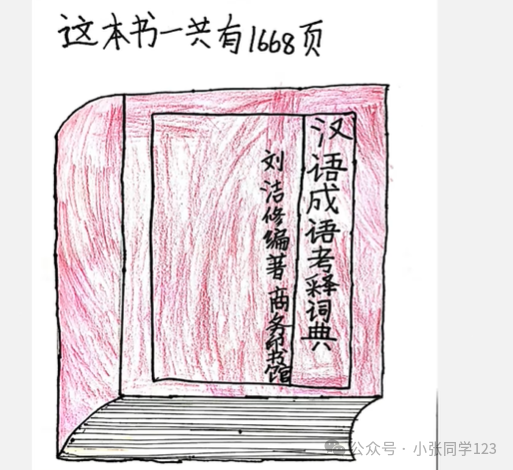 这本书一共有1668页
汉语成语考释词典
刘洁修编著 商务印书馆
公众号 · 小张同学123